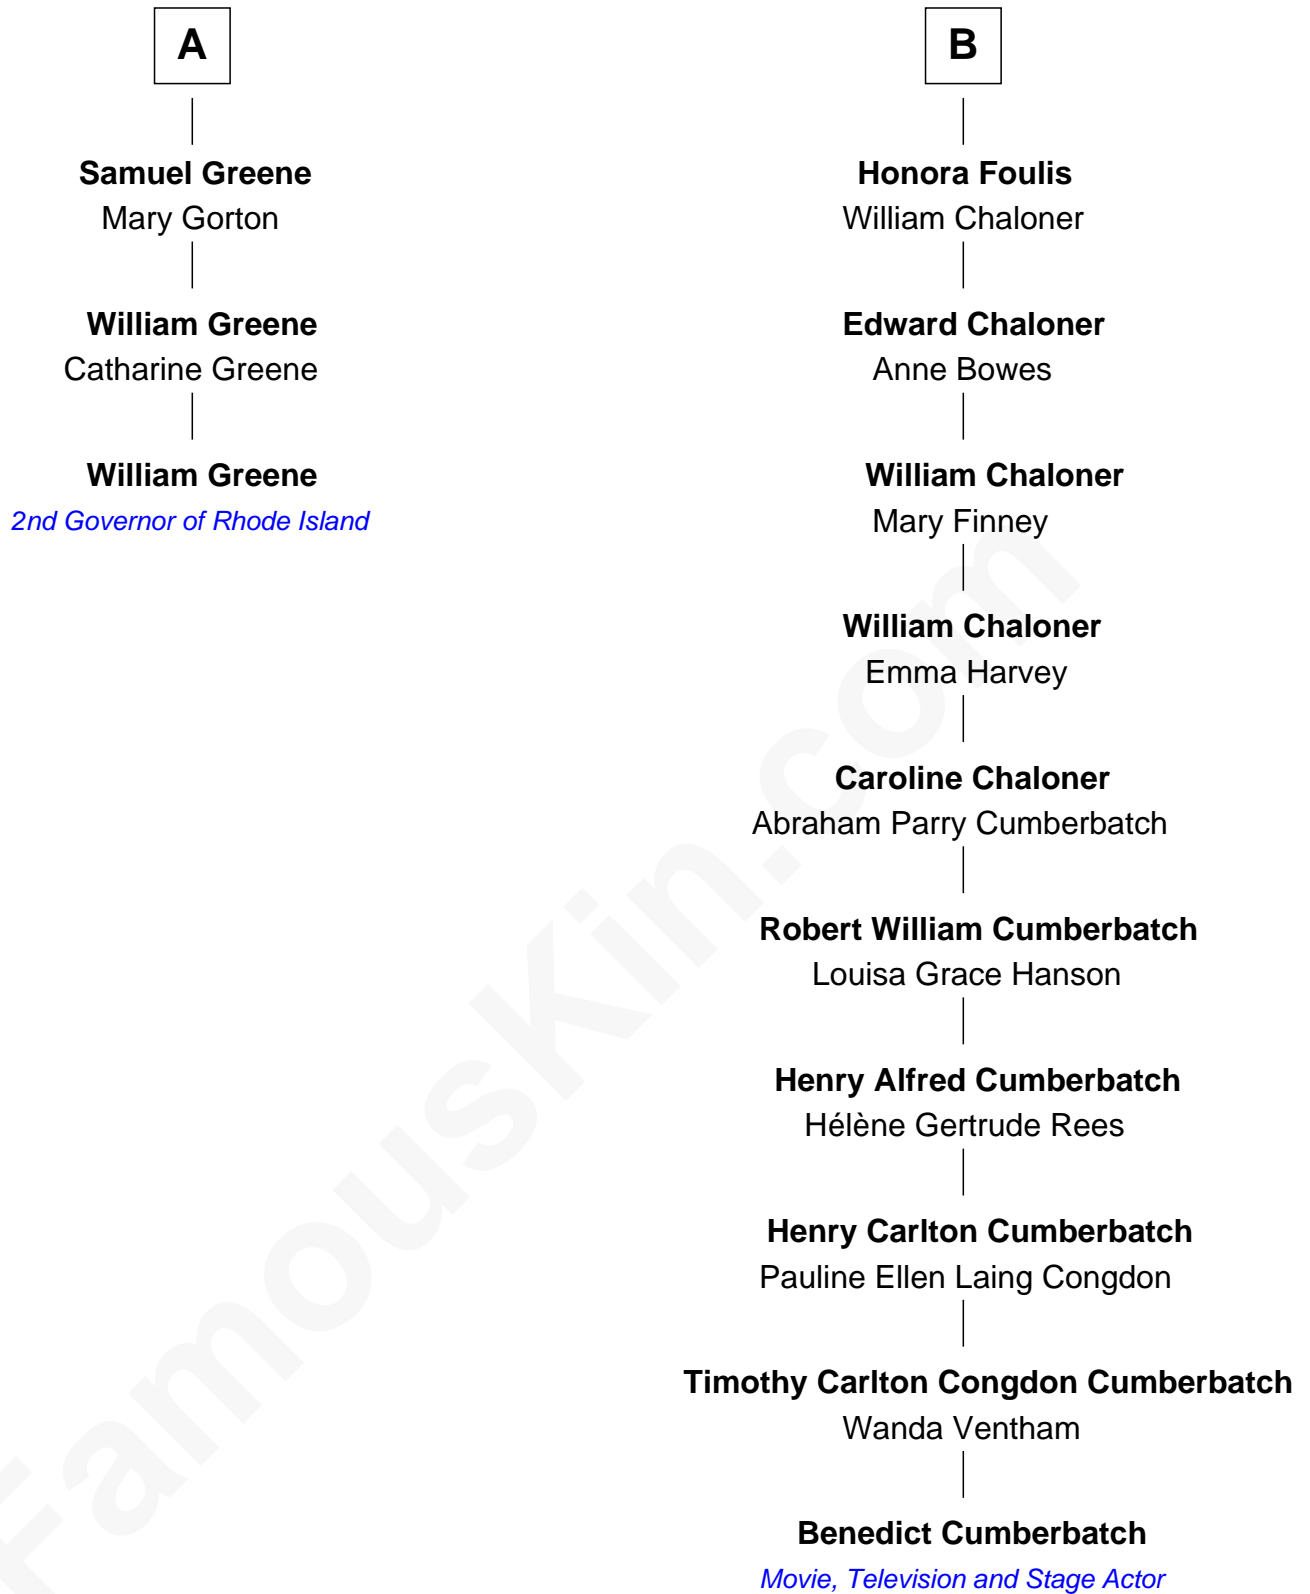 A
Samuel Greene
Mary Gorton
William Greene
Catharine Greene
William Greene
2nd Governor of Rhode Island
B
Honora Foulis
William Chaloner
Edward Chaloner
Anne Bowes
William Chaloner
Mary Finney
William Chaloner
Emma Harvey
Caroline Chaloner
Abraham Parry Cumberbatch
Robert William Cumberbatch
Louisa Grace Hanson
Henry Alfred Cumberbatch
Hélène Gertrude Rees
Henry Carlton Cumberbatch
Pauline Ellen Laing Congdon
Timothy Carlton Congdon Cumberbatch
Wanda Ventham
Benedict Cumberbatch
Movie, Television and Stage Actor
FamousKin.com